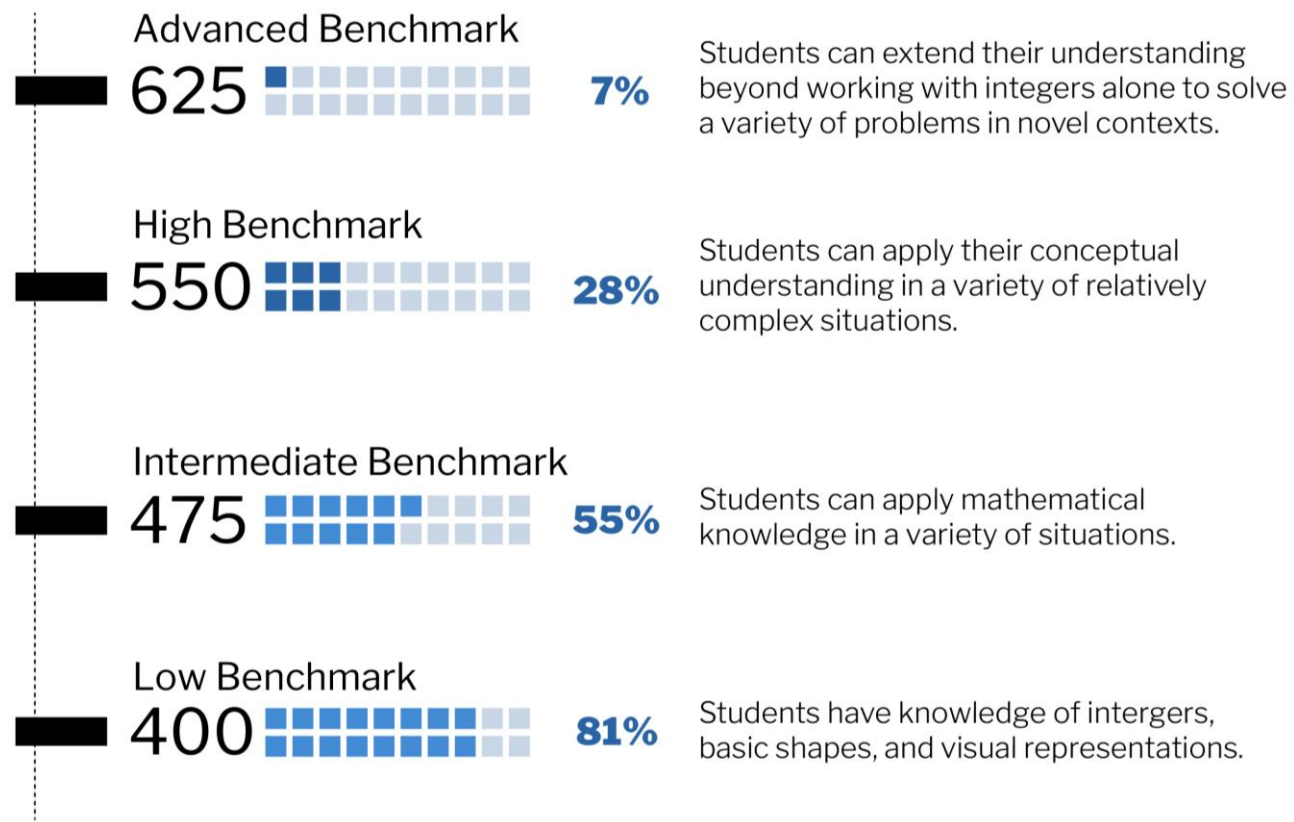 Advanced Benchmark
625
7%
Students can extend their understanding
beyond working with integers alone to solve
a variety of problems in novel contexts.
High Benchmark
550
28%
Students can apply their conceptual
understanding in a variety of relatively
complex situations.
Intermediate Benchmark
475
55%
Students can apply mathematical
knowledge in a variety of situations.
Low Benchmark
400
81%
Students have knowledge of intergers,
basic shapes, and visual representations.